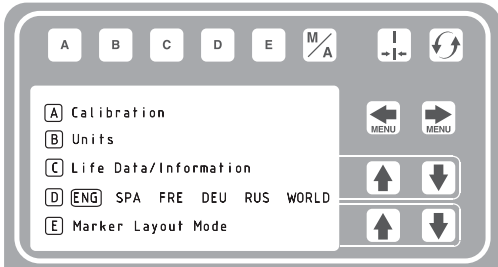 A B C D E M/A
A Calibration
MENU MENU
B Units
C Life Data/Information
D ENG SPA FRE DEU RUS WORLD
E Marker Layout Mode